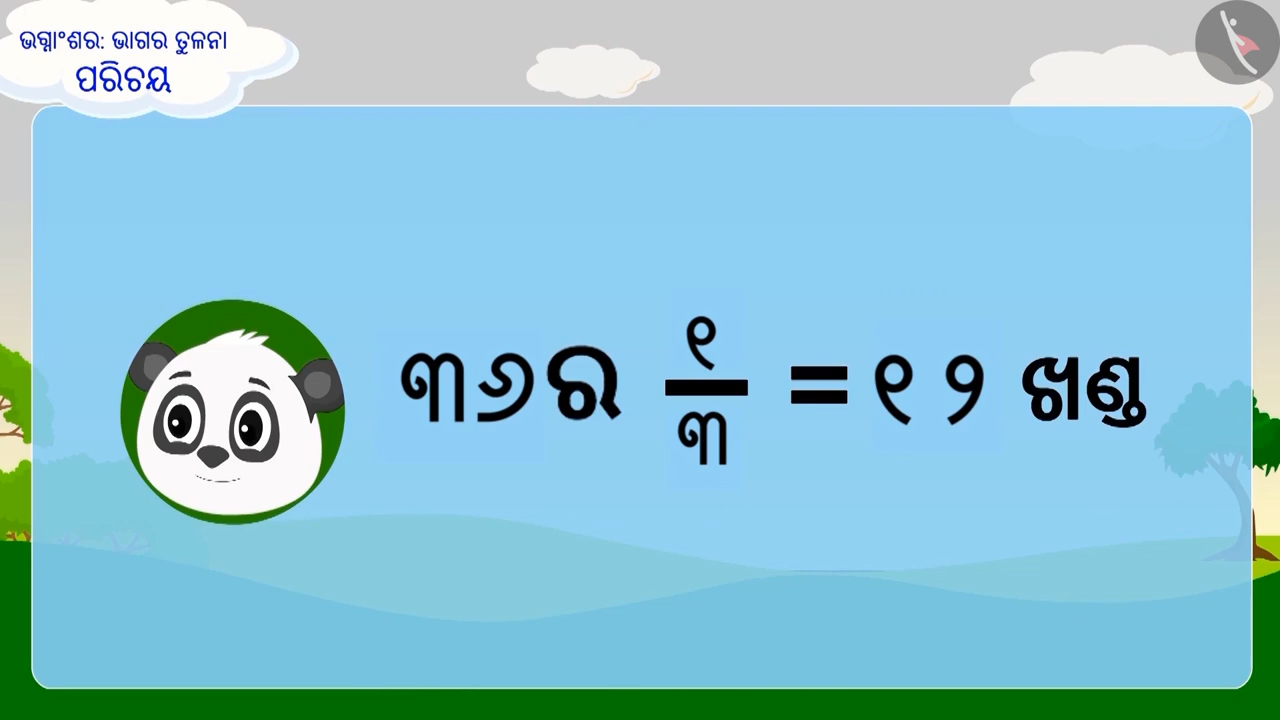 ଭଗ୍ନାଂଶର: ଭାଗର ତୁଳନା
ପରିଚୟ
୩୬ର ୧/୩ = ୧୨ ଖଣ୍ଡ